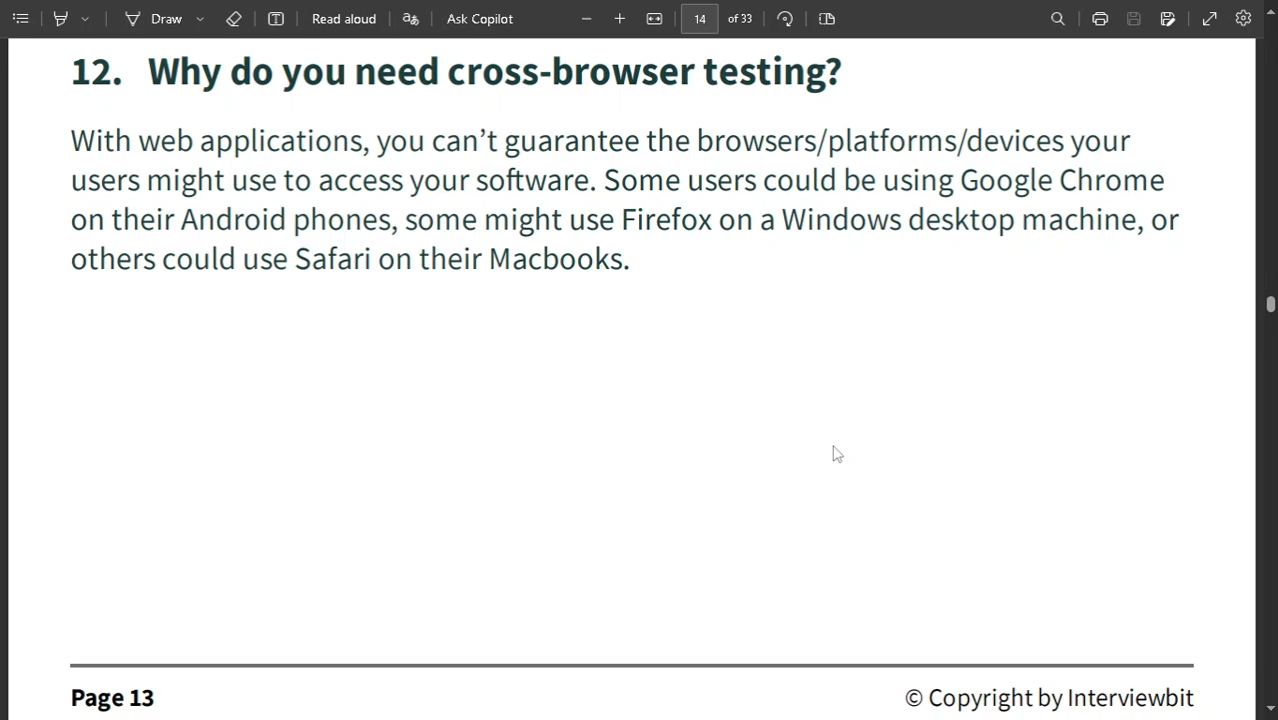 Draw
Read aloud
aあ
Ask Copilot
14
of 33
12. Why do you need cross-browser testing?
With web applications, you can’t guarantee the browsers/platforms/devices your
users might use to access your software. Some users could be using Google Chrome
on their Android phones, some might use Firefox on a Windows desktop machine, or
others could use Safari on their Macbooks.
Page 13
© Copyright by Interviewbit